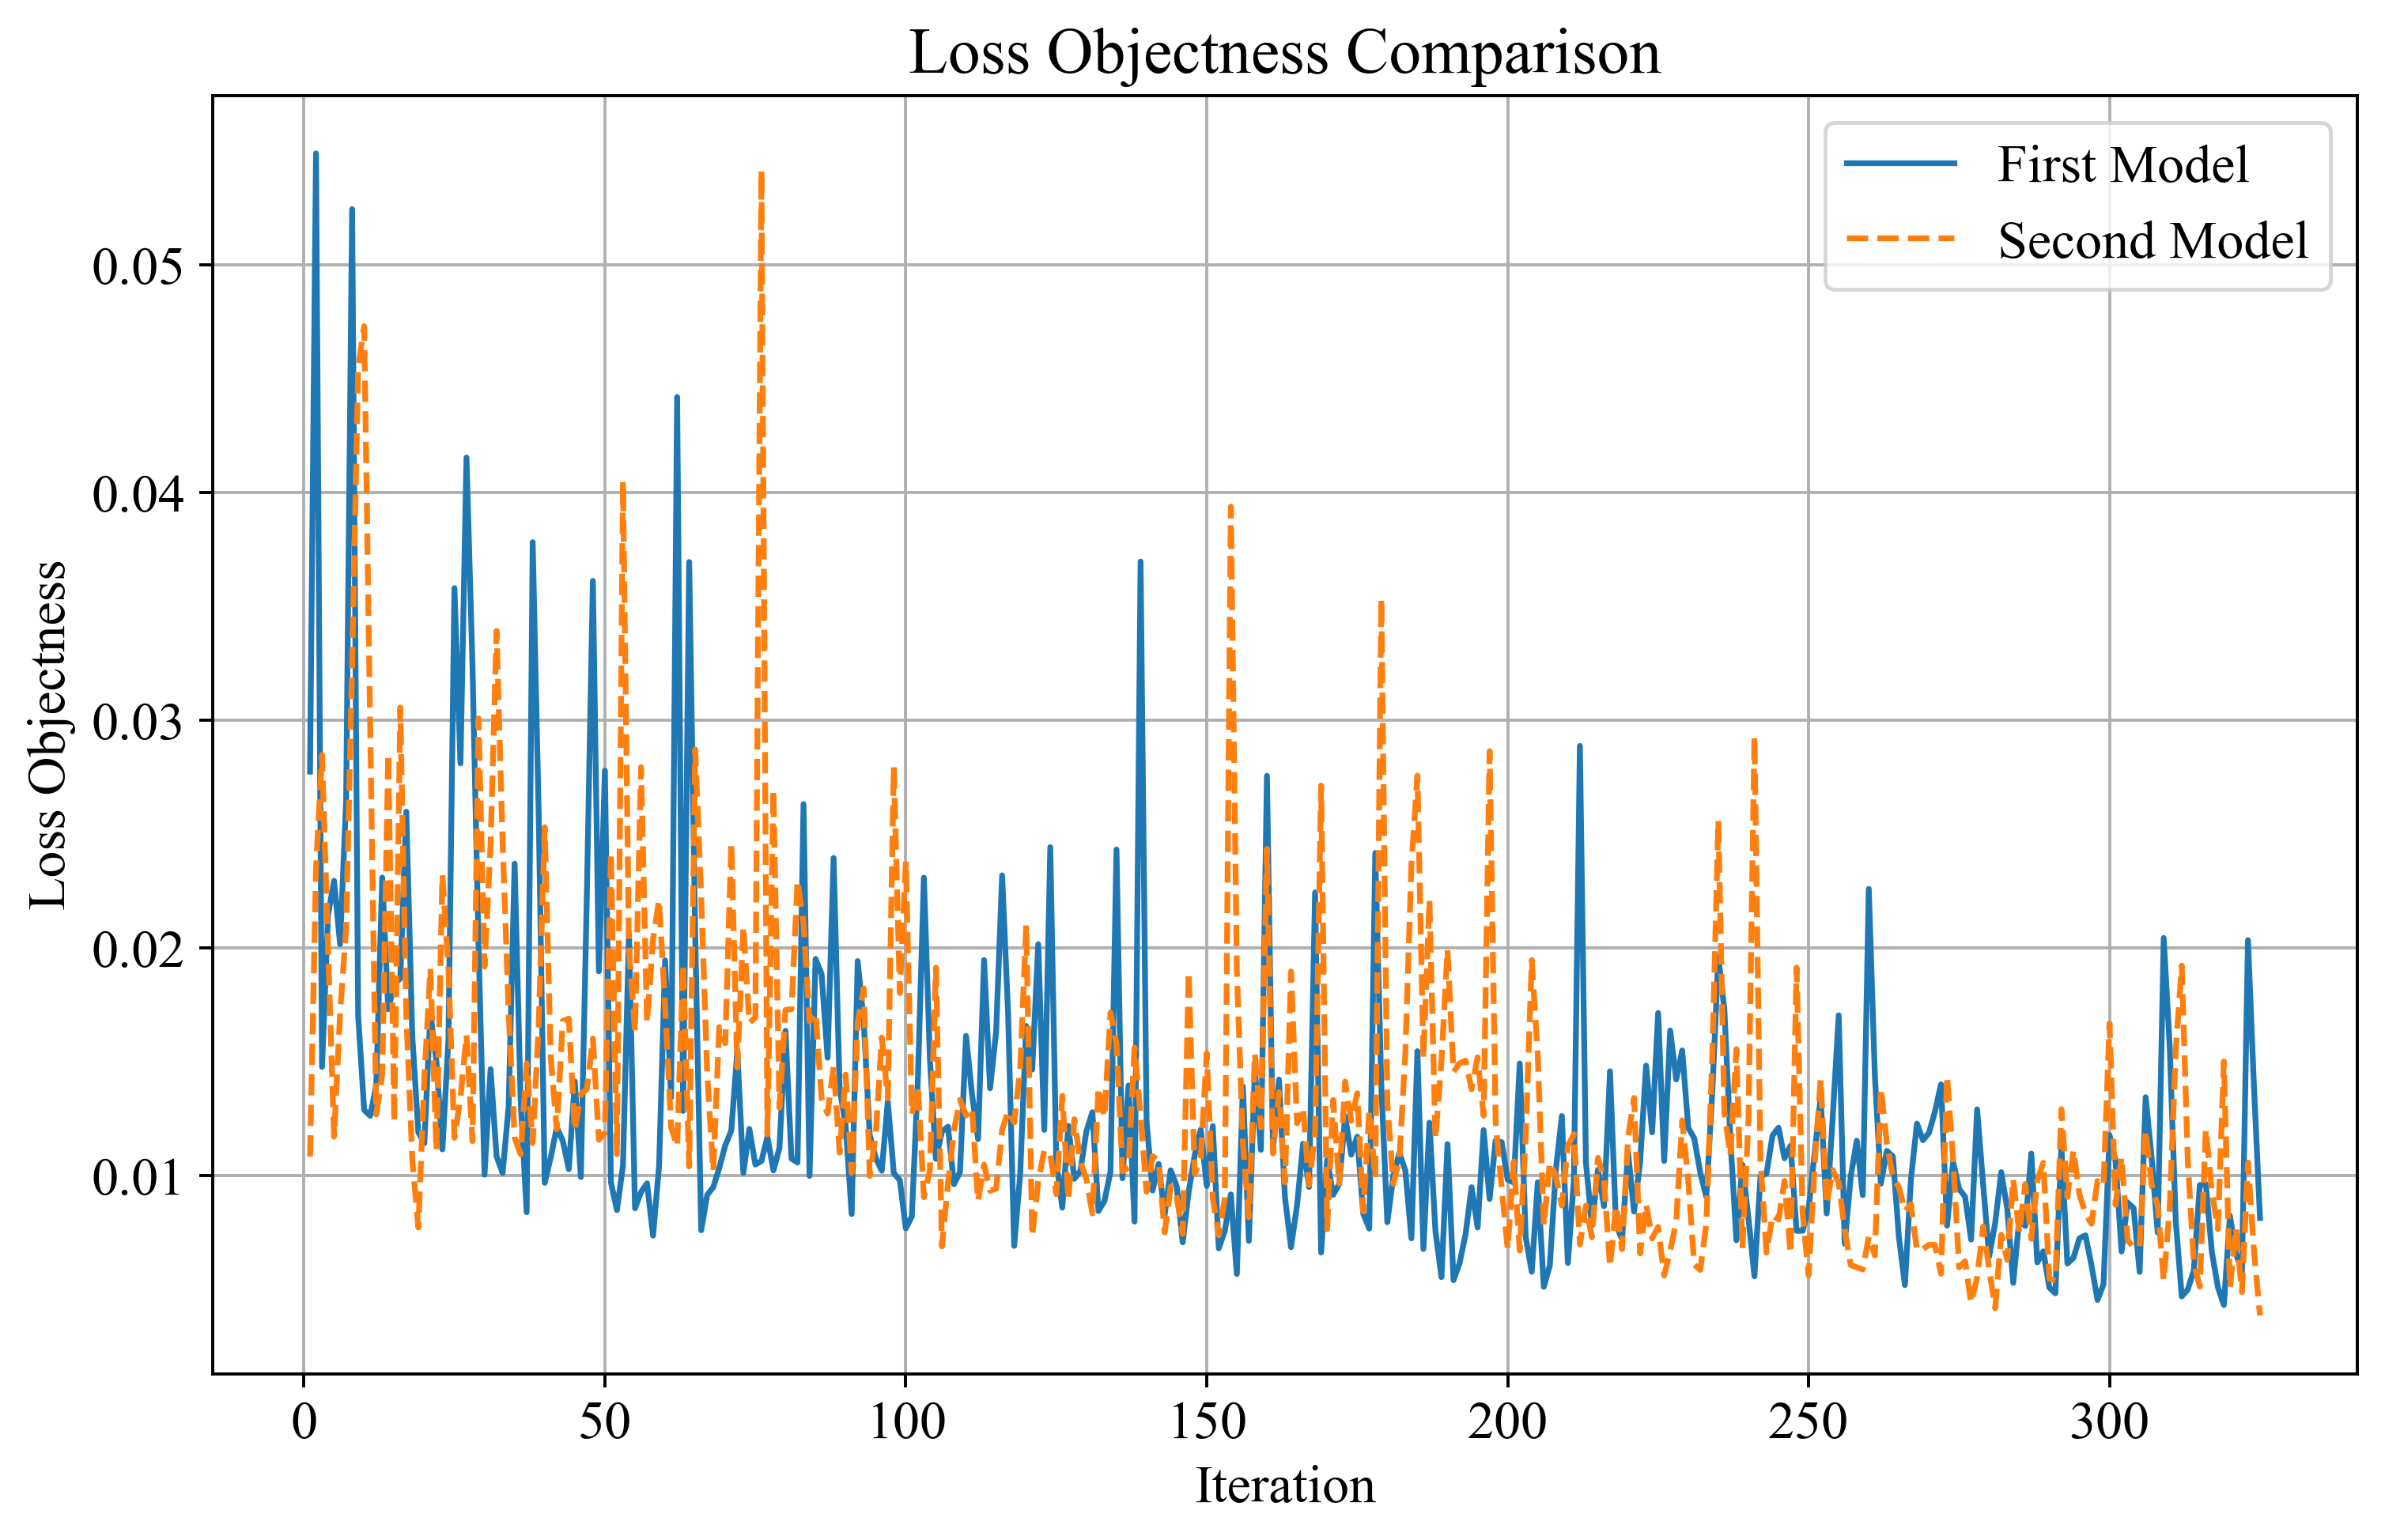 Loss Objectness Comparison
First Model
Second Model
Loss Objectness
0.05
0.04
0.03
0.02
0.01
0 50 100 150 200 250 300
Iteration